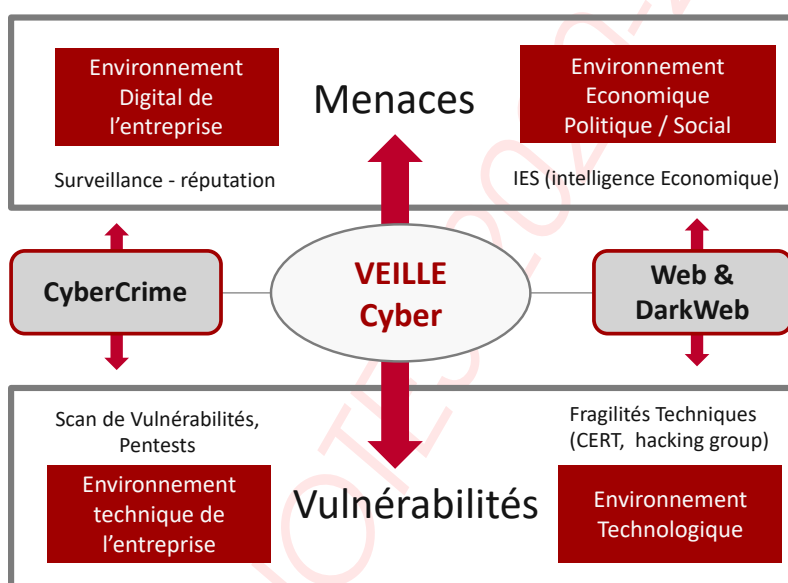 Environnement
Digital de
l'entreprise
Menaces
Environnement
Economique
Politique / Social
Surveillance - réputation
IES (intelligence Economique)
CyberCrime
VEILLE
Cyber
Web &
DarkWeb
Scan de Vulnérabilités,
Pentests
Fragilités Techniques
(CERT,  hacking group)
Environnement
technique de
l'entreprise
Vulnérabilités
Environnement
Technologique